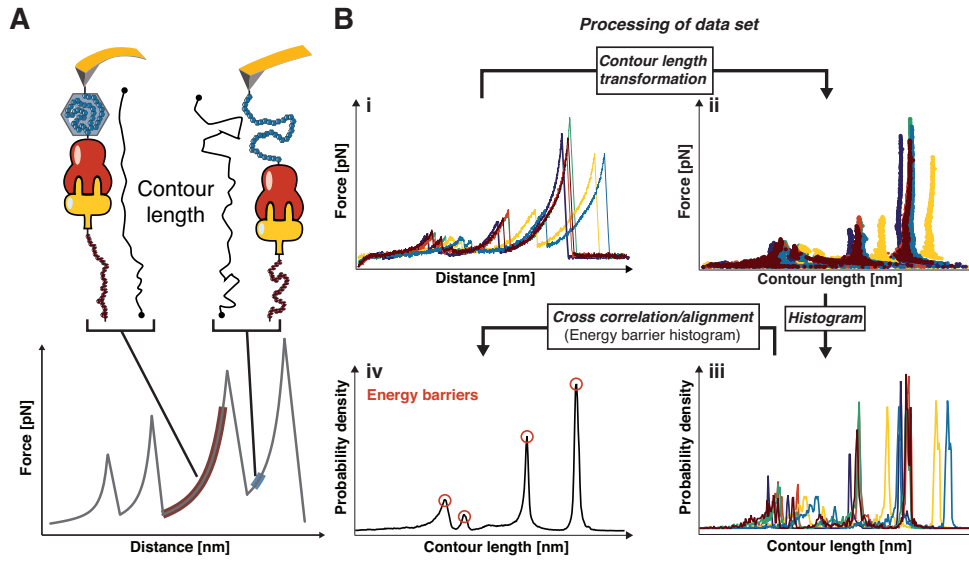 A
Contour
length
Force [pN]
Distance [nm]
B
Processing of data set
Contour length
transformation
i
Force [pN]
Distance [nm]
ii
Force [pN]
Contour length [nm]
Cross correlation/alignment
(Energy barrier histogram)
Histogram
iv
Energy barriers
Probability density
Contour length [nm]
iii
Probability density
Contour length [nm]